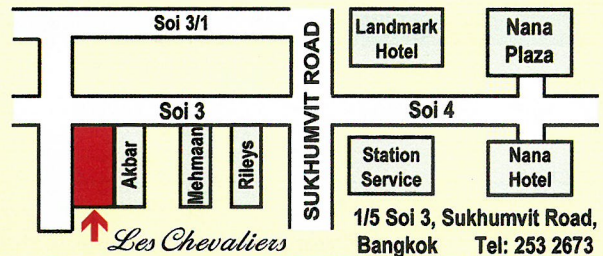 Soi 3/1
Landmark
Hotel
Nana
Plaza
SUKHUMVIT ROAD
Soi 3
Soi 4
Akbar
Mehmaan
Rileys
Station
Service
Nana
Hotel
Les Chevaliers
1/5 Soi 3, Sukhumvit Road,
Bangkok Tel: 253 2673